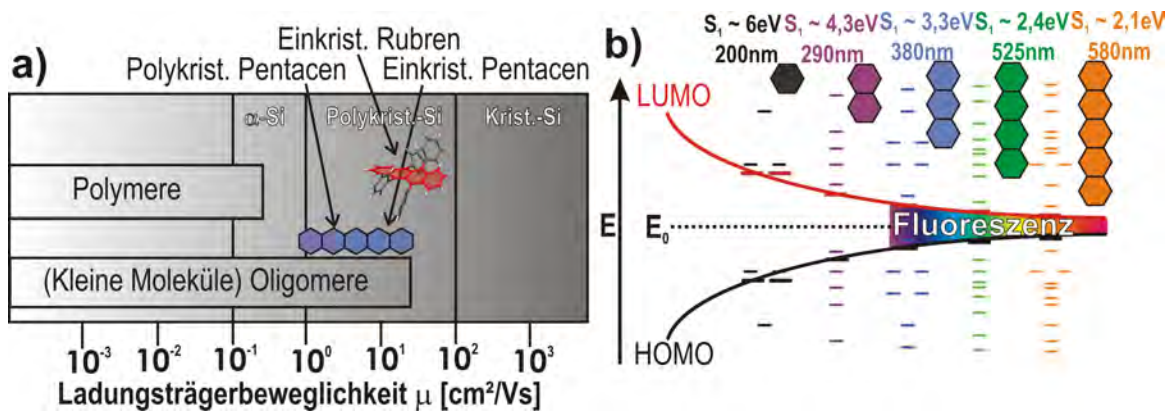 a)
Einkrist. Rubren
Polykrist. Pentacen
Einkrist. Pentacen
α-Si
Polykrist.-Si
Krist.-Si
Polymere
(Kleine Moleküle) Oligomere
10⁻³ 10⁻² 10⁻¹ 10⁰ 10¹ 10² 10³
Ladungsträgerbeweglichkeit μ [cm²/Vs]
b)
S₁ ~ 6eV S₁ ~ 4,3eV S₁ ~ 3,3eV S₁ ~ 2,4eV S₁ ~ 2,1eV
200nm 290nm 380nm 525nm 580nm
LUMO
E
E₀
Fluoreszenz
HOMO